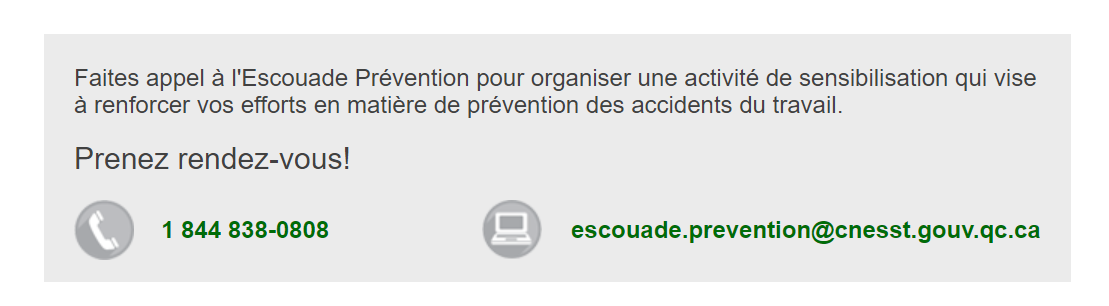 Faites appel à l'Escouade Prévention pour organiser une activité de sensibilisation qui vise
à renforcer vos efforts en matière de prévention des accidents du travail.
Prenez rendez-vous!
1 844 838-0808
escouade.prevention@cnesst.gouv.qc.ca